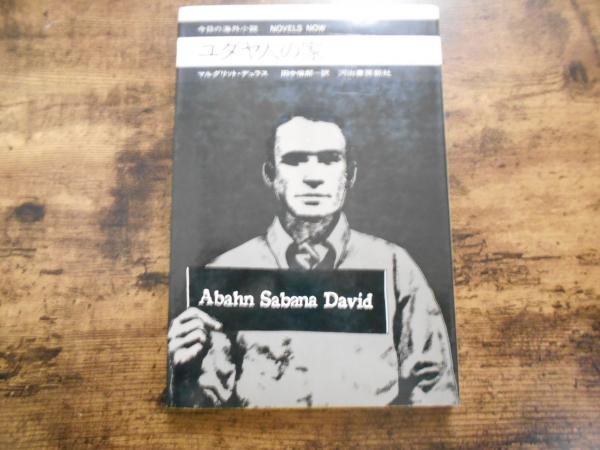 今日の海外小説 NOVELS NOW
ユダヤ人の家
マルグリット・デュラス 田中倫郎＝訳 河出書房新社
Abahn Sabana David